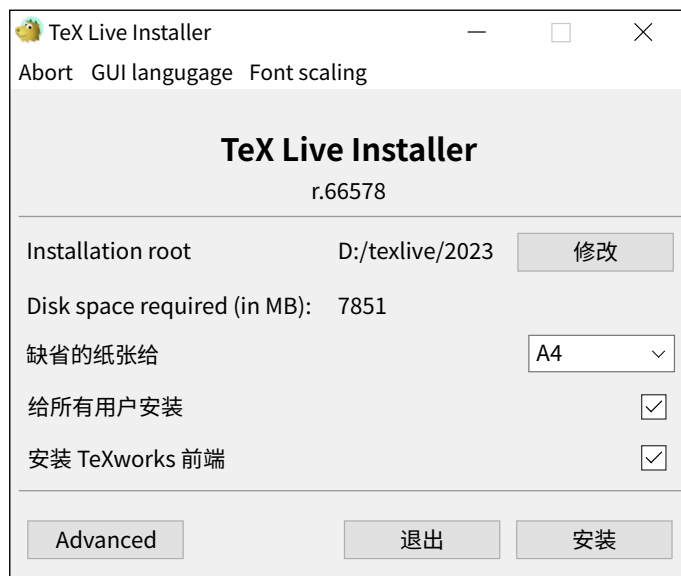 TeX Live Installer
Abort GUI langugage Font scaling
TeX Live Installer
r.66578
Installation root D:/texlive/2023 修改
Disk space required (in MB): 7851
缺省的纸张给 A4
给所有用户安装
安装 TeXworks 前端
Advanced 退出 安装